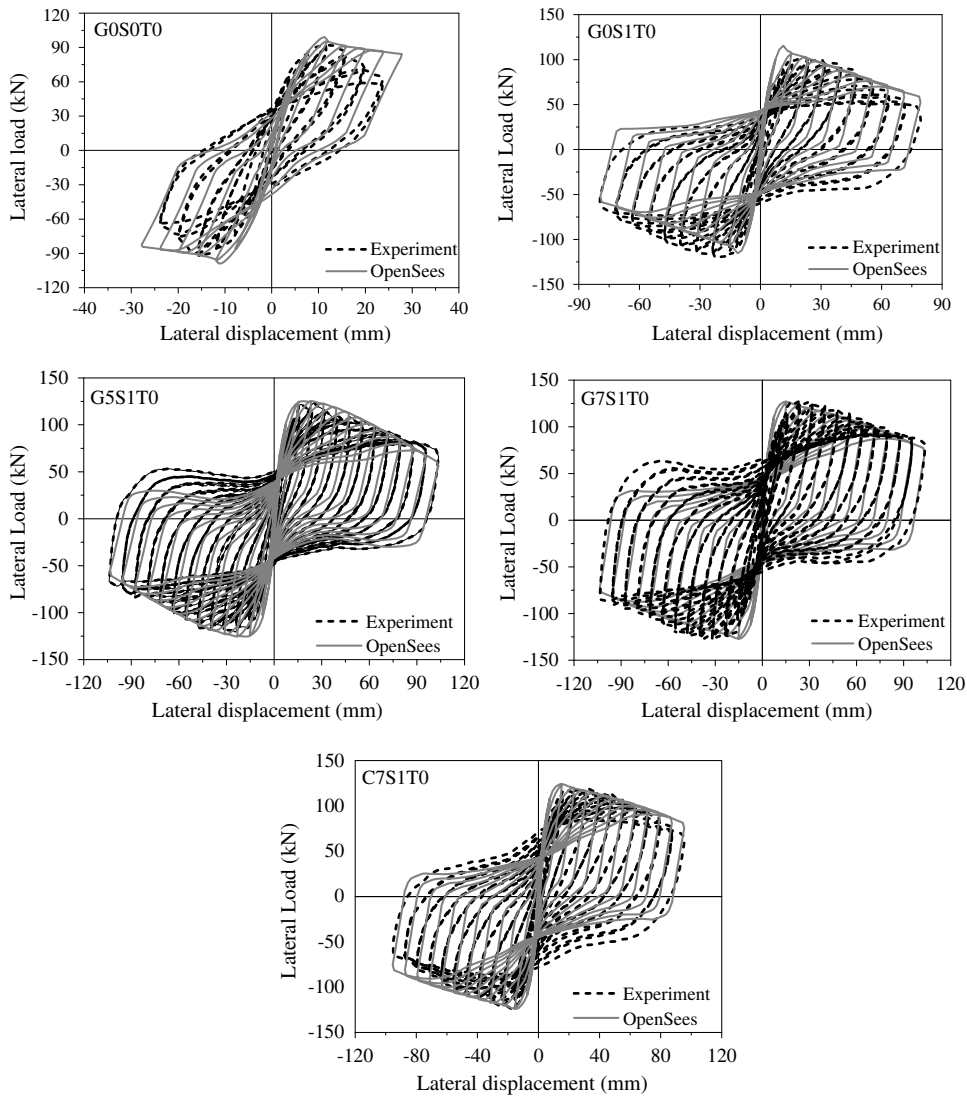 G0S0T0
Lateral load (kN)
120
90
60
30
0
-30
-60
-90
-120
Experiment
OpenSees
-40 -30 -20 -10 0 10 20 30 40
Lateral displacement (mm)
G0S1T0
Lateral Load (kN)
150
100
50
0
-50
-100
-150
Experiment
OpenSees
-90 -60 -30 0 30 60 90
Lateral displacement (mm)
G5S1T0
Lateral Load (kN)
150
100
50
0
-50
-100
-150
Experiment
OpenSees
-120 -90 -60 -30 0 30 60 90 120
Lateral displacement (mm)
G7S1T0
Lateral Load (kN)
150
100
50
0
-50
-100
-150
Experiment
OpenSees
-120 -90 -60 -30 0 30 60 90 120
Lateral displacement (mm)
C7S1T0
Lateral Load (kN)
150
100
50
0
-50
-100
-150
Experiment
OpenSees
-120 -80 -40 0 40 80 120
Lateral displacement (mm)